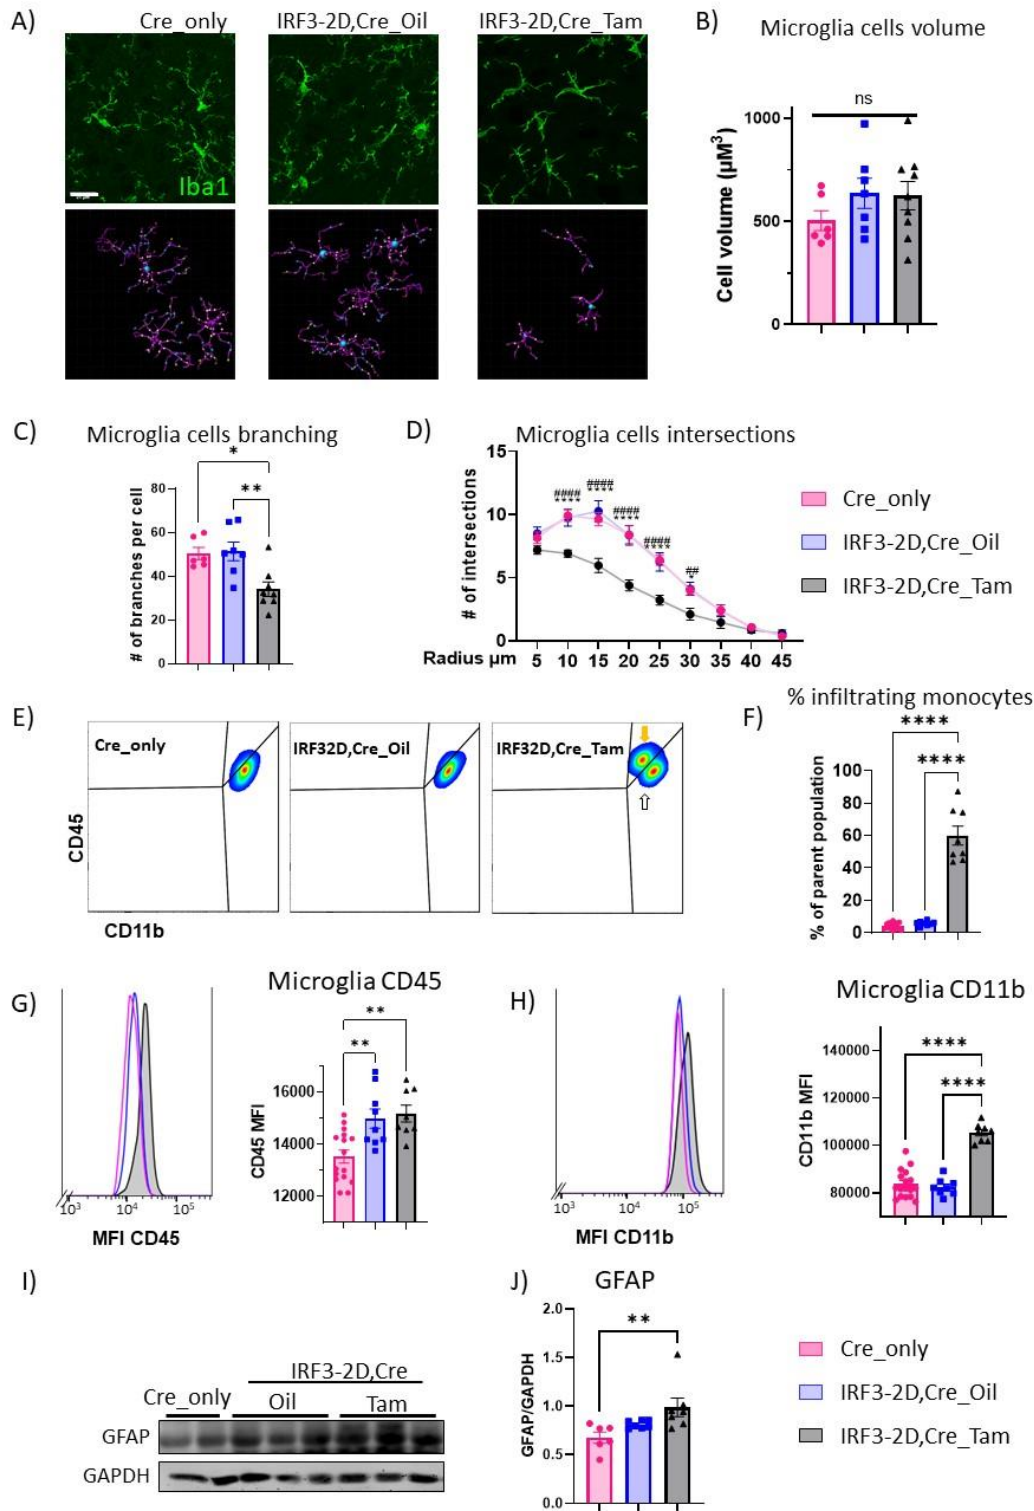 A)
Cre_only
IRF3-2D,Cre_Oil
IRF3-2D,Cre_Tam
Iba1
B)
Microglia cells volume
ns
Cell volume (µM³)
1000
500
0
C)
Microglia cells branching
*
**
# of branches per cell
80
60
40
20
0
D)
Microglia cells intersections
# of intersections
15
10
5
0
####
****
####
****
####
****
####
****
##
*
Radius µm
5 10 15 20 25 30 35 40 45
Cre_only
IRF3-2D,Cre_Oil
IRF3-2D,Cre_Tam
E)
Cre_only
IRF32D,Cre_Oil
IRF32D,Cre_Tam
CD45
CD11b
F)
% infiltrating monocytes
****
****
% of parent population
100
80
60
40
20
0
G)
10³ 10⁴ 10⁵
MFI CD45
Microglia CD45
**
**
CD45 MFI
16000
14000
12000
H)
10³ 10⁴ 10⁵
MFI CD11b
Microglia CD11b
****
****
CD11b MFI
140000
120000
100000
80000
I)
IRF3-2D,Cre
Cre_only
Oil
Tam
GFAP
GAPDH
J)
GFAP
**
GFAP/GAPDH
2.0
1.5
1.0
0.5
0.0
Cre_only
IRF3-2D,Cre_Oil
IRF3-2D,Cre_Tam